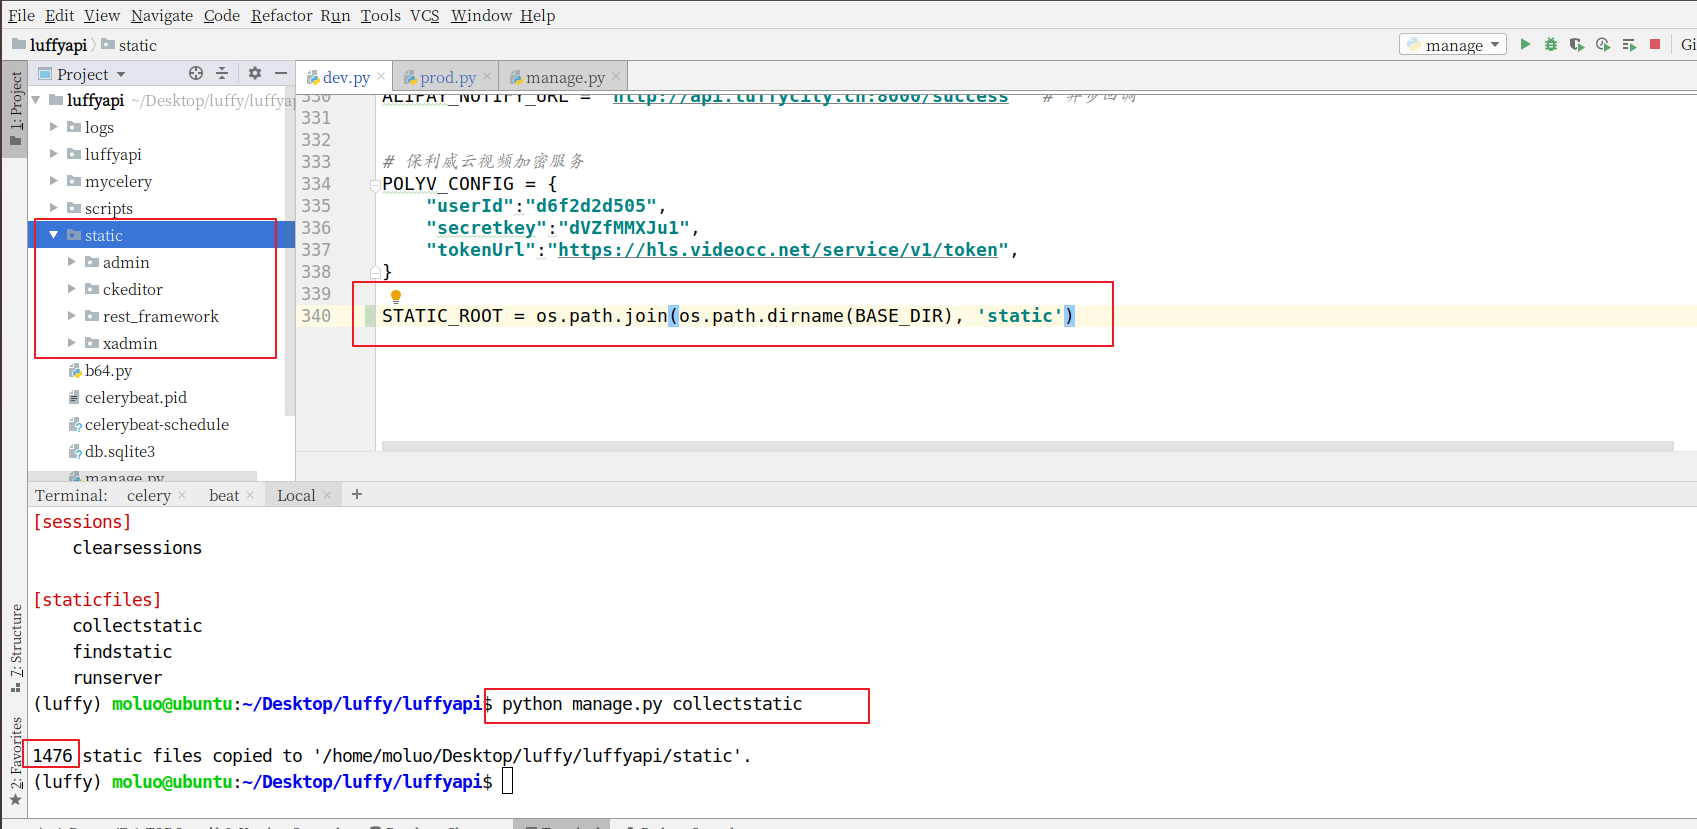 File Edit View Navigate Code Refactor Run Tools VCS Window Help
luffyapi static
manage
Project
dev.py prod.py manage.py
luffyapi ~/Desktop/luffy/luffyap
logs
luffyapi
mycelery
scripts
static
admin
ckeditor
rest_framework
xadmin
b64.py
celerybeat.pid
celerybeat-schedule
db.sqlite3
manage.py
1: Project
7: Structure
2: Favorites
330 ALIPAY_NOTIFY_URL = "http://api.luffycity.cn:8000/success" # 异步回调
331
332
333 # 保利威云视频加密服务
334 POLYV_CONFIG = {
335 "userId":"d6f2d2d505",
336 "secretkey":"dVZfMMXJu1",
337 "tokenUrl":"https://hls.videocc.net/service/v1/token",
338 }
339
340 STATIC_ROOT = os.path.join(os.path.dirname(BASE_DIR), 'static')
Terminal: celery beat Local
[sessions]
clearsessions
[staticfiles]
collectstatic
findstatic
runserver
(luffy) moluo@ubuntu:~/Desktop/luffy/luffyapi$ python manage.py collectstatic
1476 static files copied to '/home/moluo/Desktop/luffy/luffyapi/static'.
(luffy) moluo@ubuntu:~/Desktop/luffy/luffyapi$